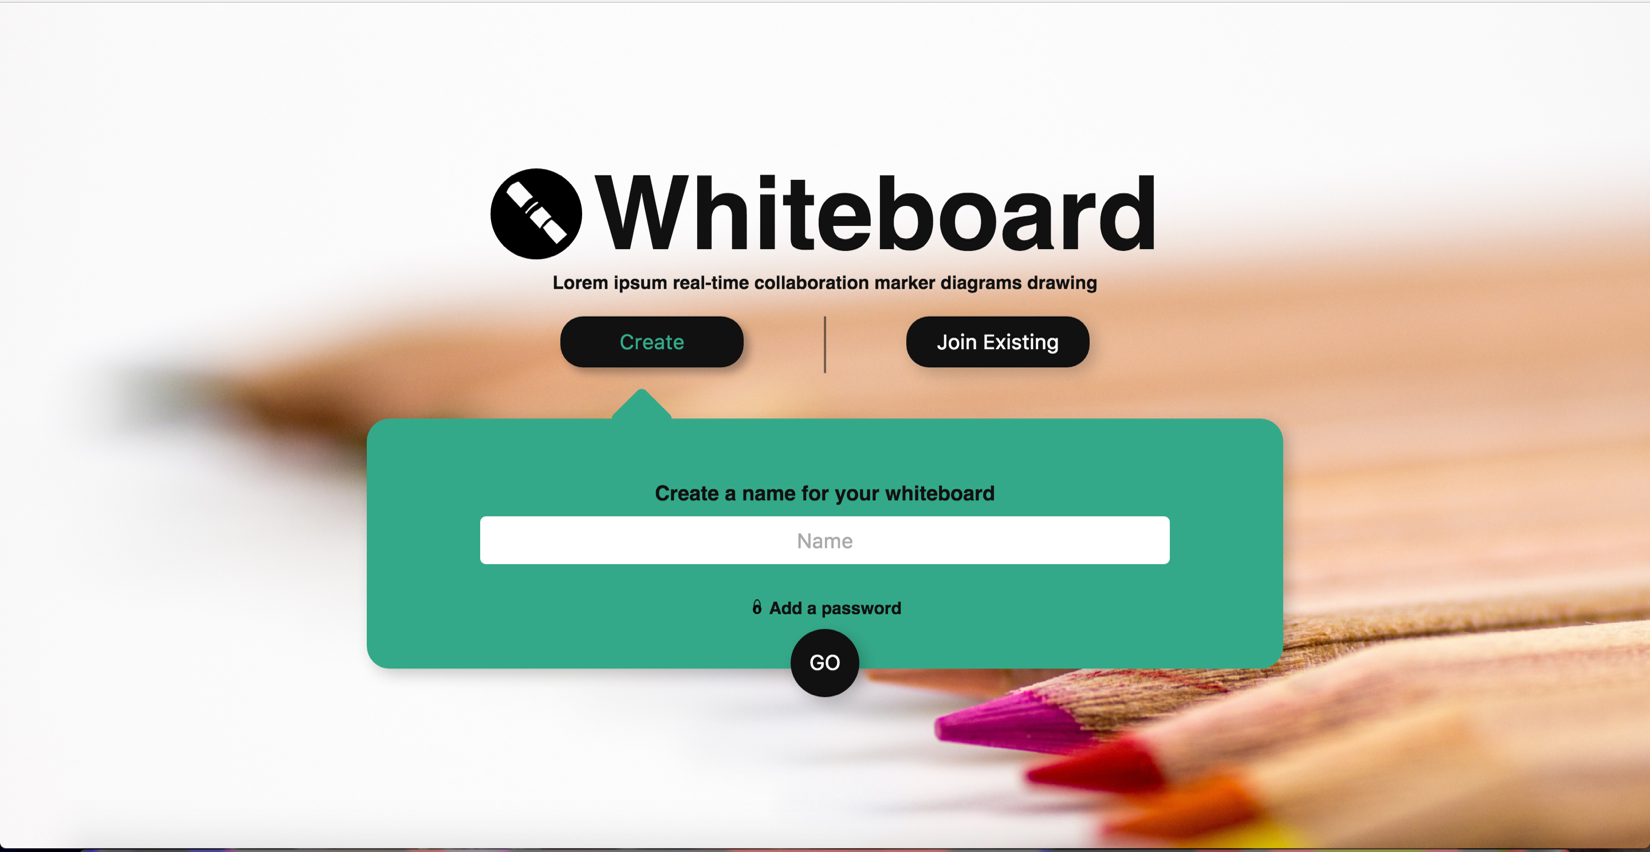 Whiteboard
Lorem ipsum real-time collaboration marker diagrams drawing
Create
Join Existing
Create a name for your whiteboard
Name
Add a password
GO